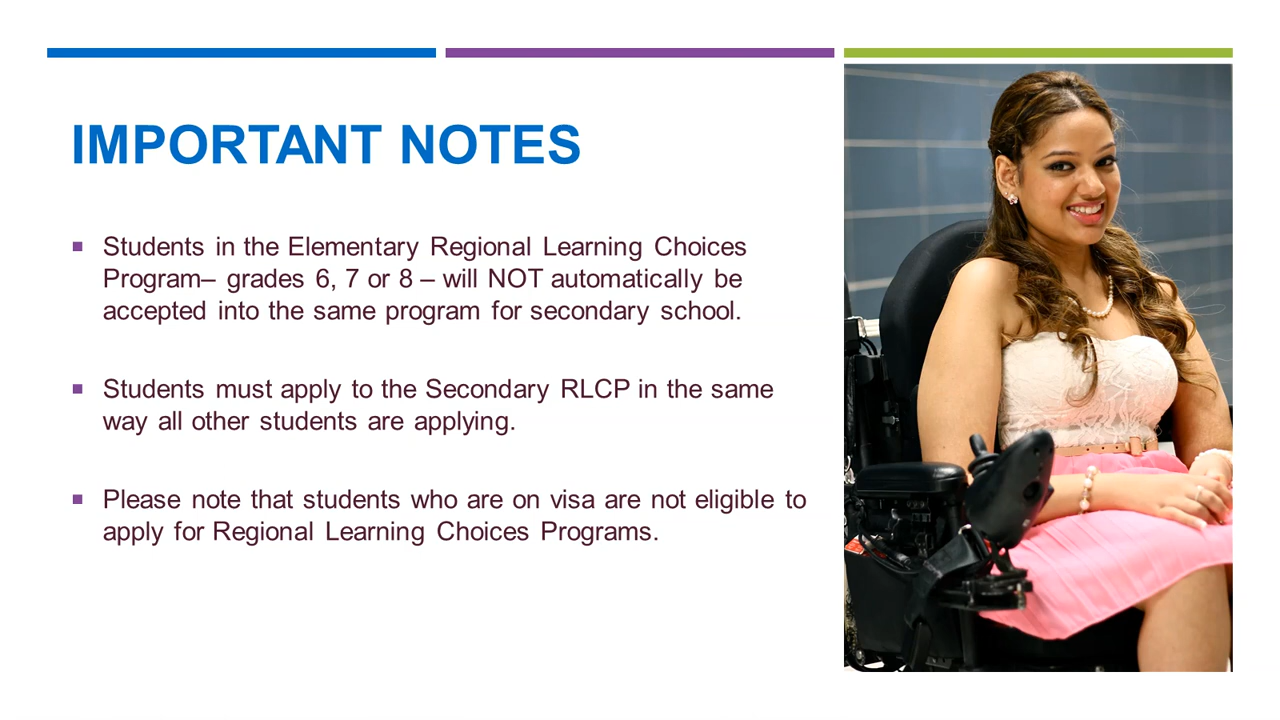 IMPORTANT NOTES
Students in the Elementary Regional Learning Choices
Program– grades 6, 7 or 8 – will NOT automatically be
accepted into the same program for secondary school.
Students must apply to the Secondary RLCP in the same
way all other students are applying.
Please note that students who are on visa are not eligible to
apply for Regional Learning Choices Programs.